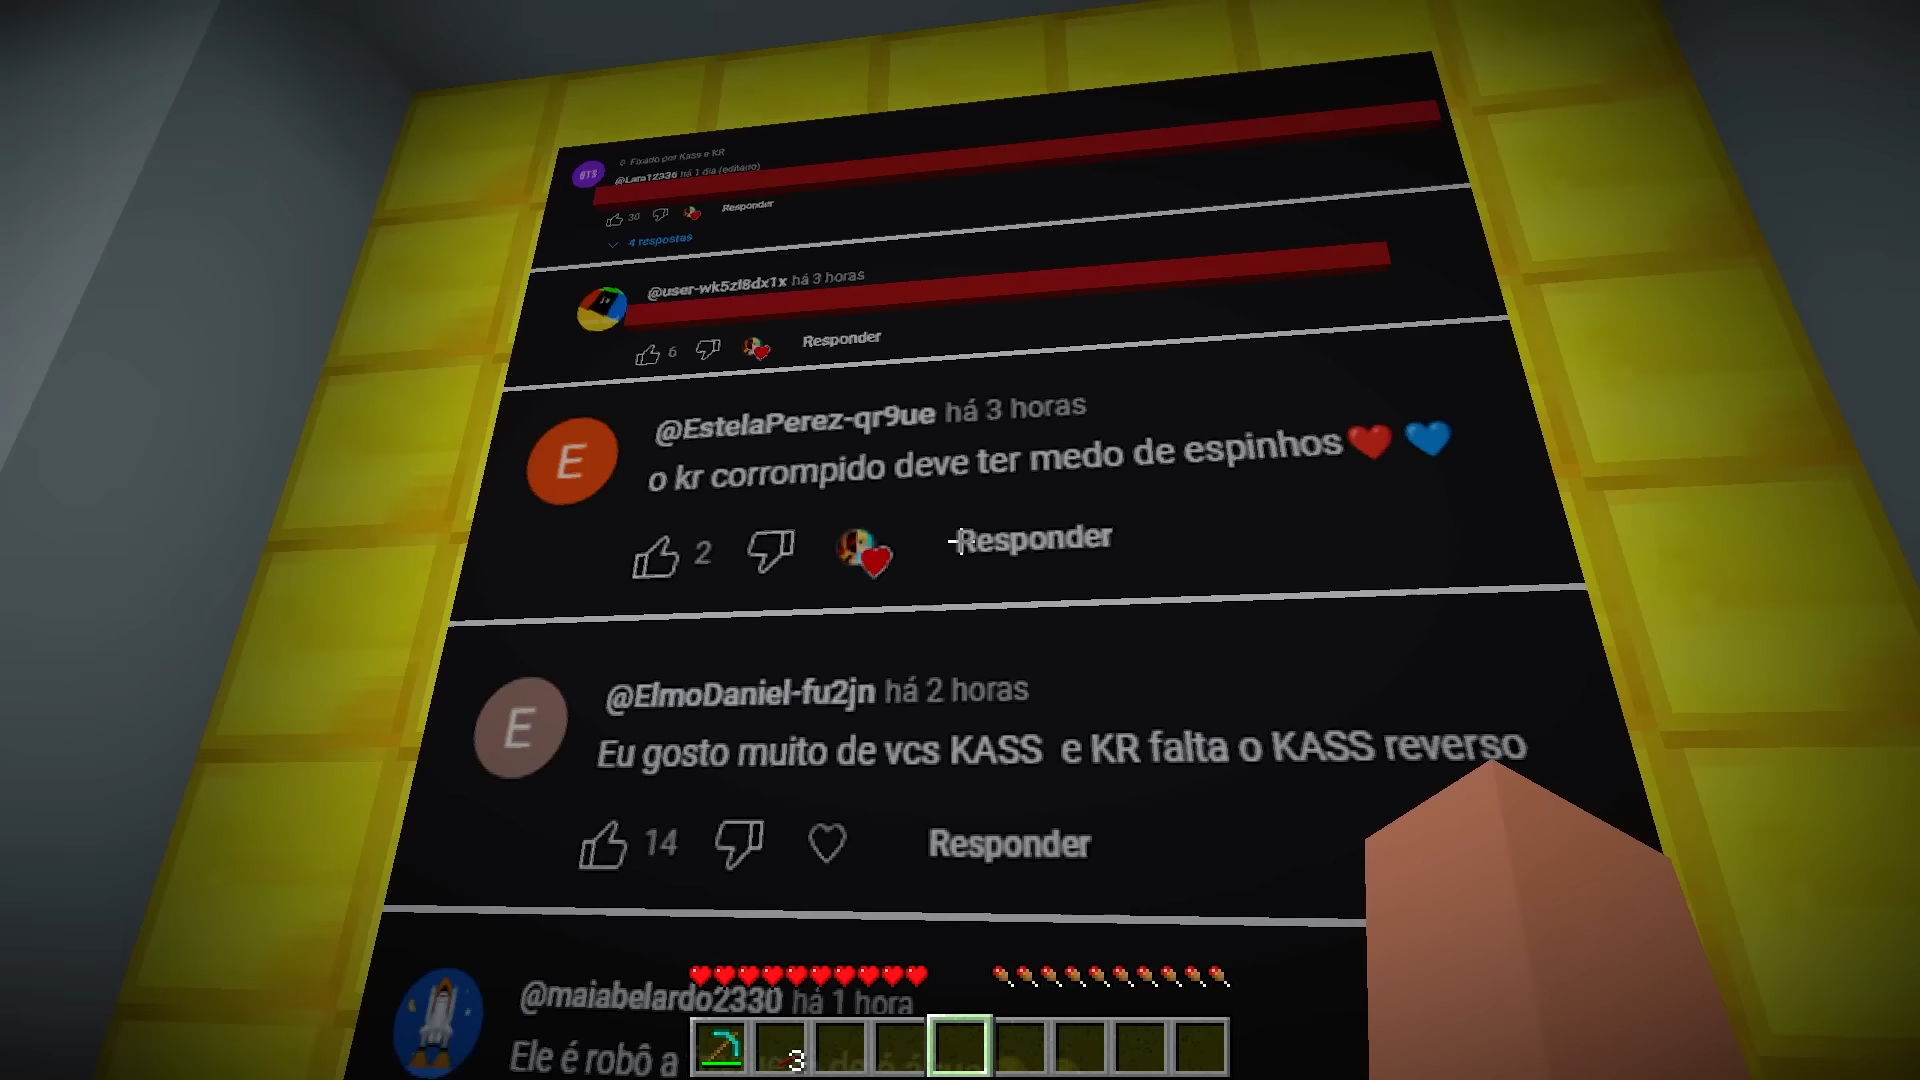 BTS
Fixado por Kass e KR
@Lara12336 há 1 dia (editado)
30 Responder
4 respostas
@user-wk5zl8dx1x há 3 horas
6 Responder
E
@EstelaPerez-qr9ue há 3 horas
o kr corrompido deve ter medo de espinhos
2 Responder
E
@ElmoDaniel-fu2jn há 2 horas
Eu gosto muito de vcs KASS e KR falta o KASS reverso
14 Responder
@maiabelardo2330 há 1 hora
Ele é robô a
3